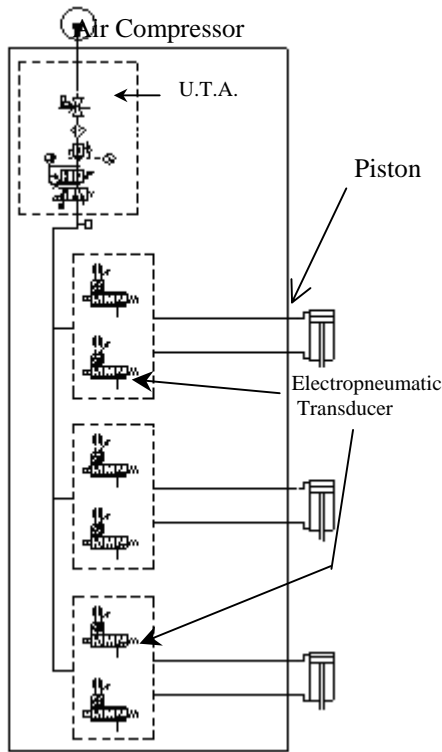 Air Compressor
U.T.A.
Piston
Electropneumatic
Transducer